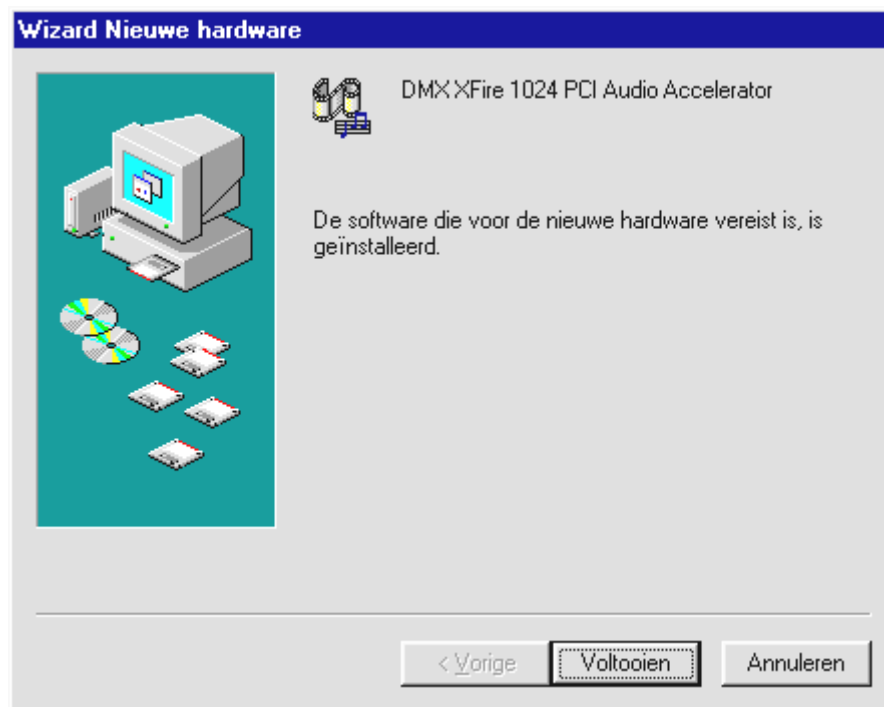 Wizard Nieuwe hardware
DMX XFire 1024 PCI Audio Accelerator
De software die voor de nieuwe hardware vereist is, is
geïnstalleerd.
< Vorige
Voltooien
Annuleren